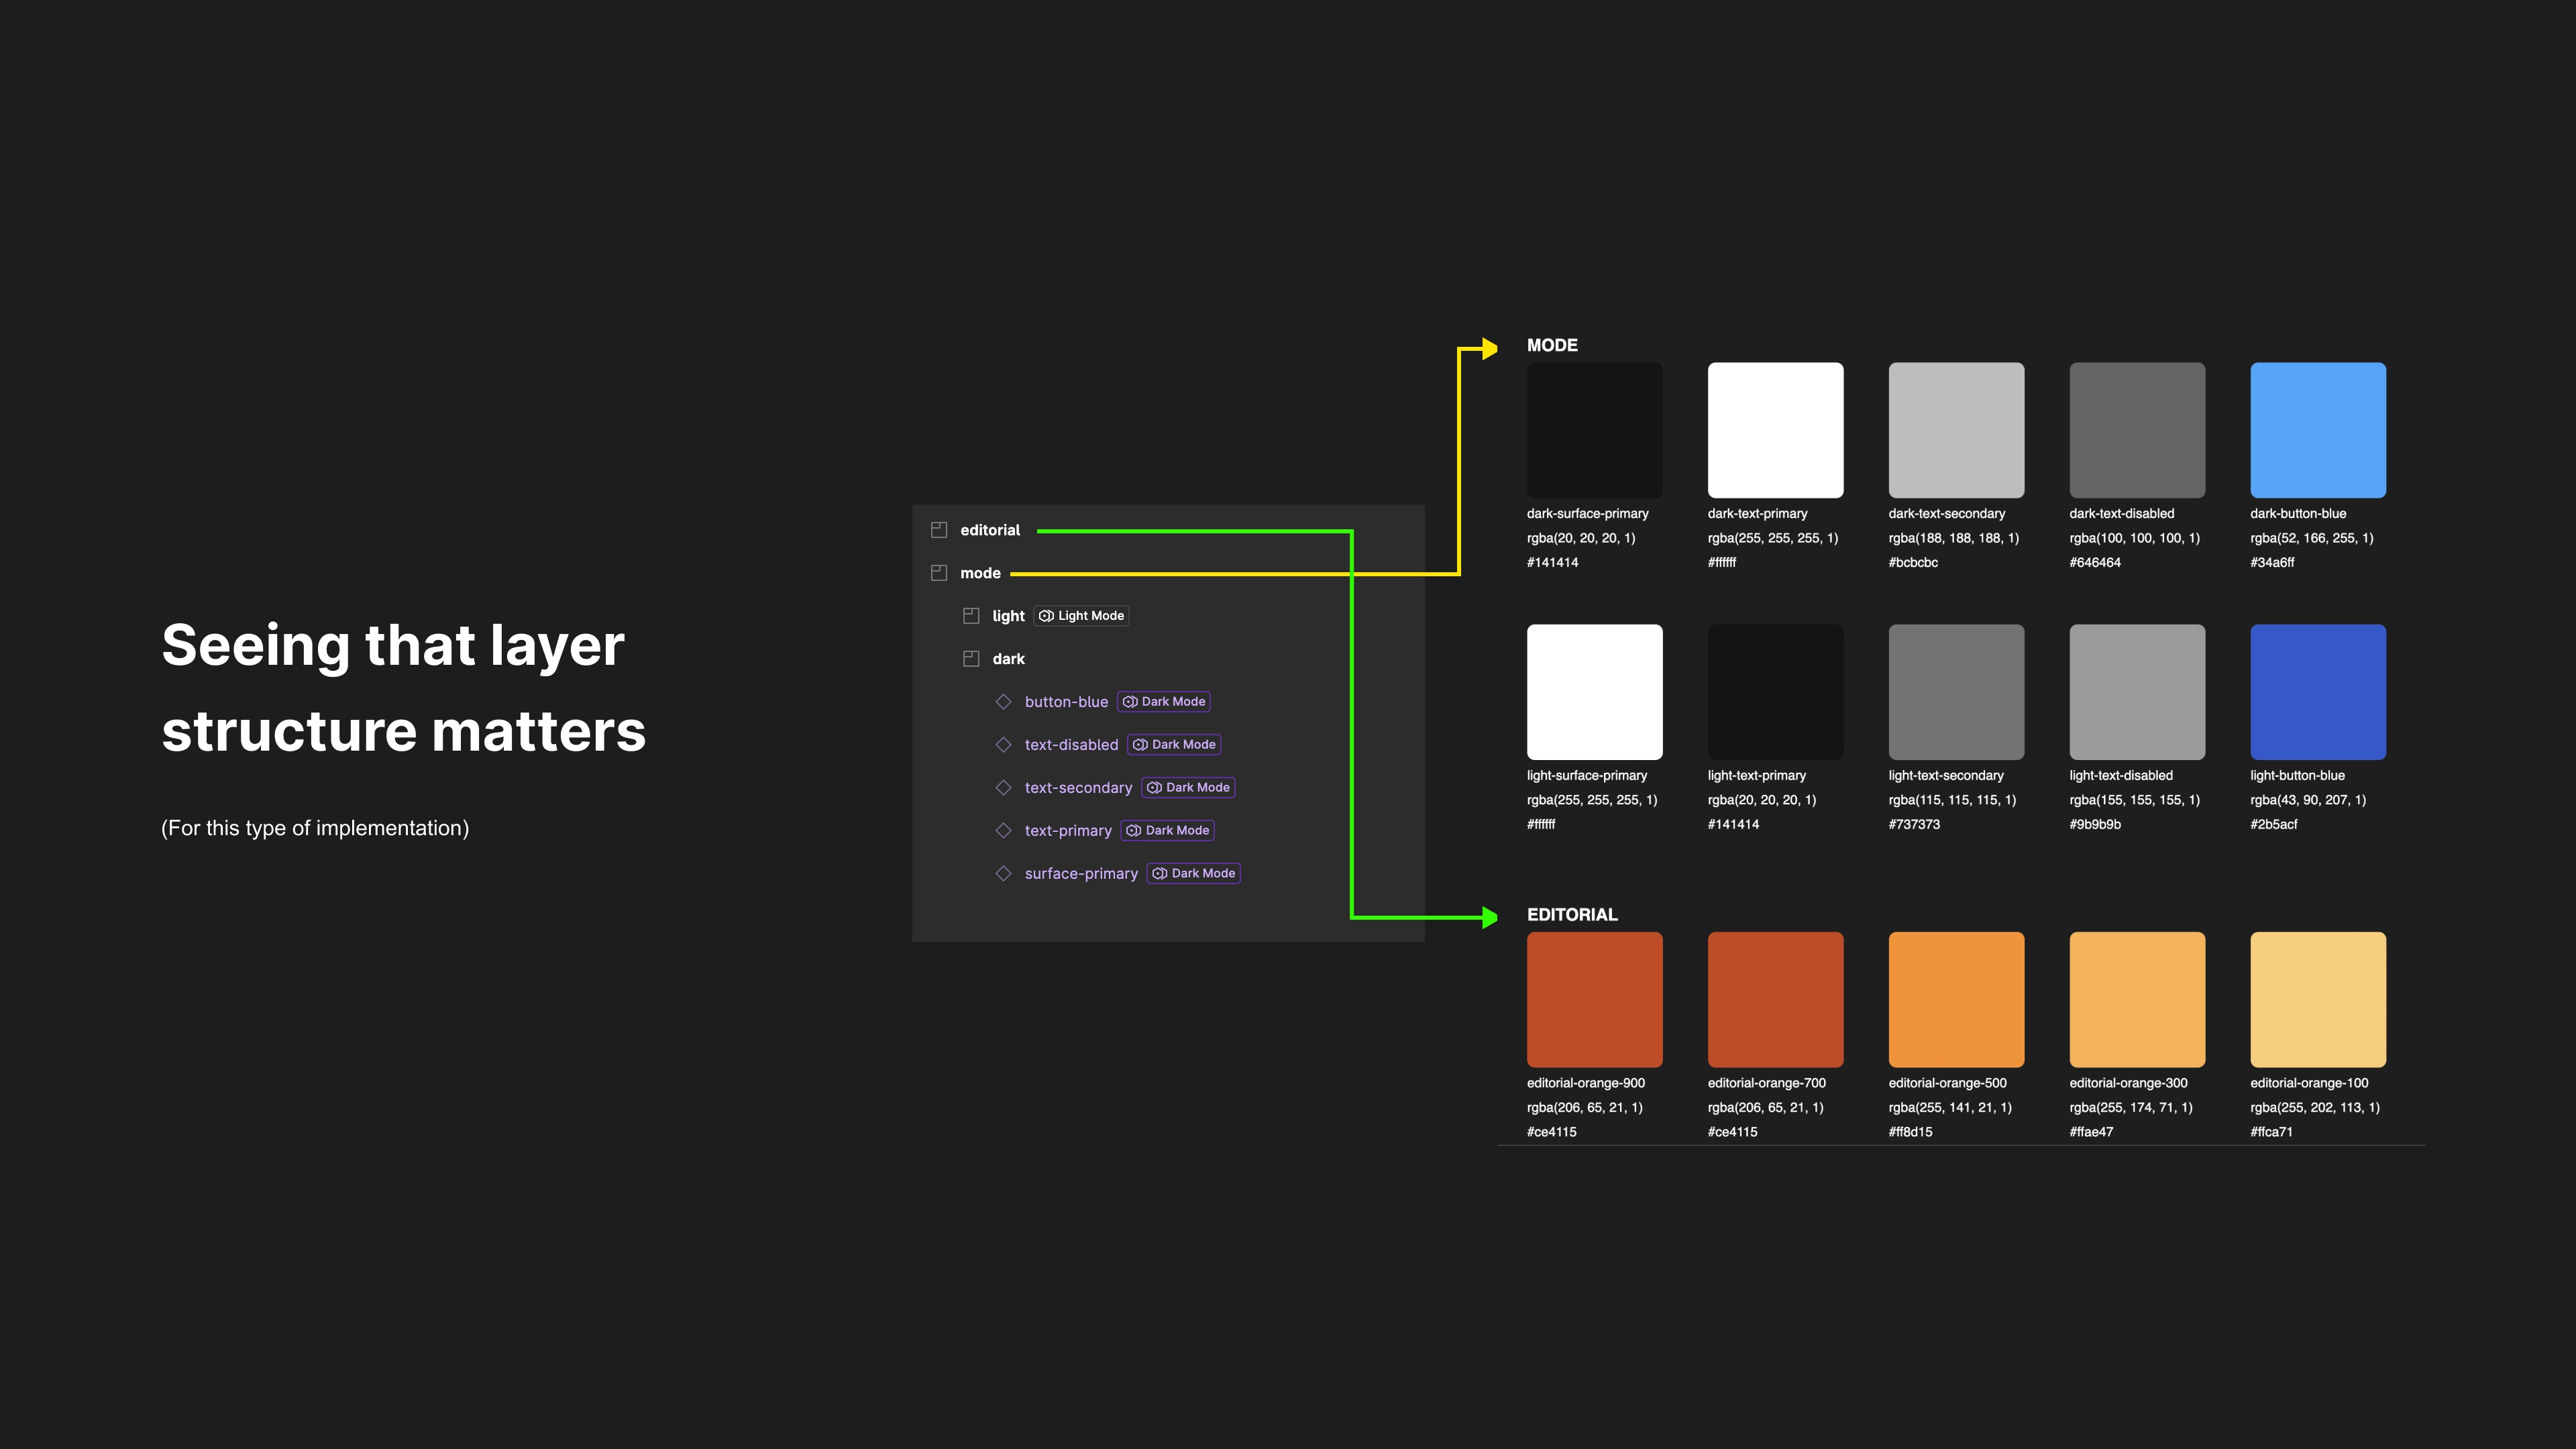 Seeing that layer
structure matters
(For this type of implementation)
editorial
mode
light Light Mode
dark
button-blue Dark Mode
text-disabled Dark Mode
text-secondary Dark Mode
text-primary Dark Mode
surface-primary Dark Mode
MODE
dark-surface-primary
rgba(20, 20, 20, 1)
#141414
dark-text-primary
rgba(255, 255, 255, 1)
#ffffff
dark-text-secondary
rgba(188, 188, 188, 1)
#bcbcbc
dark-text-disabled
rgba(100, 100, 100, 1)
#646464
dark-button-blue
rgba(52, 166, 255, 1)
#34a6ff
light-surface-primary
rgba(255, 255, 255, 1)
#ffffff
light-text-primary
rgba(20, 20, 20, 1)
#141414
light-text-secondary
rgba(115, 115, 115, 1)
#737373
light-text-disabled
rgba(155, 155, 155, 1)
#9b9b9b
light-button-blue
rgba(43, 90, 207, 1)
#2b5acf
EDITORIAL
editorial-orange-900
rgba(206, 65, 21, 1)
#ce4115
editorial-orange-700
rgba(206, 65, 21, 1)
#ce4115
editorial-orange-500
rgba(255, 141, 21, 1)
#ff8d15
editorial-orange-300
rgba(255, 174, 71, 1)
#ffae47
editorial-orange-100
rgba(255, 202, 113, 1)
#ffca71